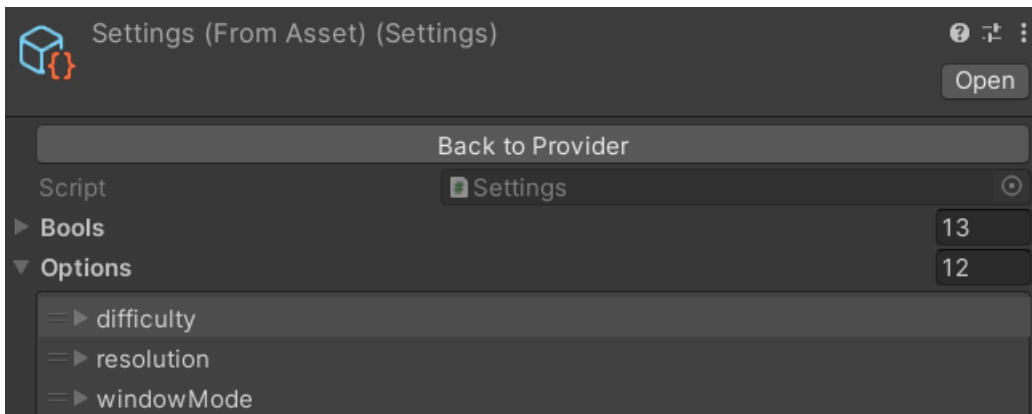 Settings (From Asset) (Settings)
Open
Back to Provider
Script Settings
Bools 13
Options 12
difficulty
resolution
windowMode